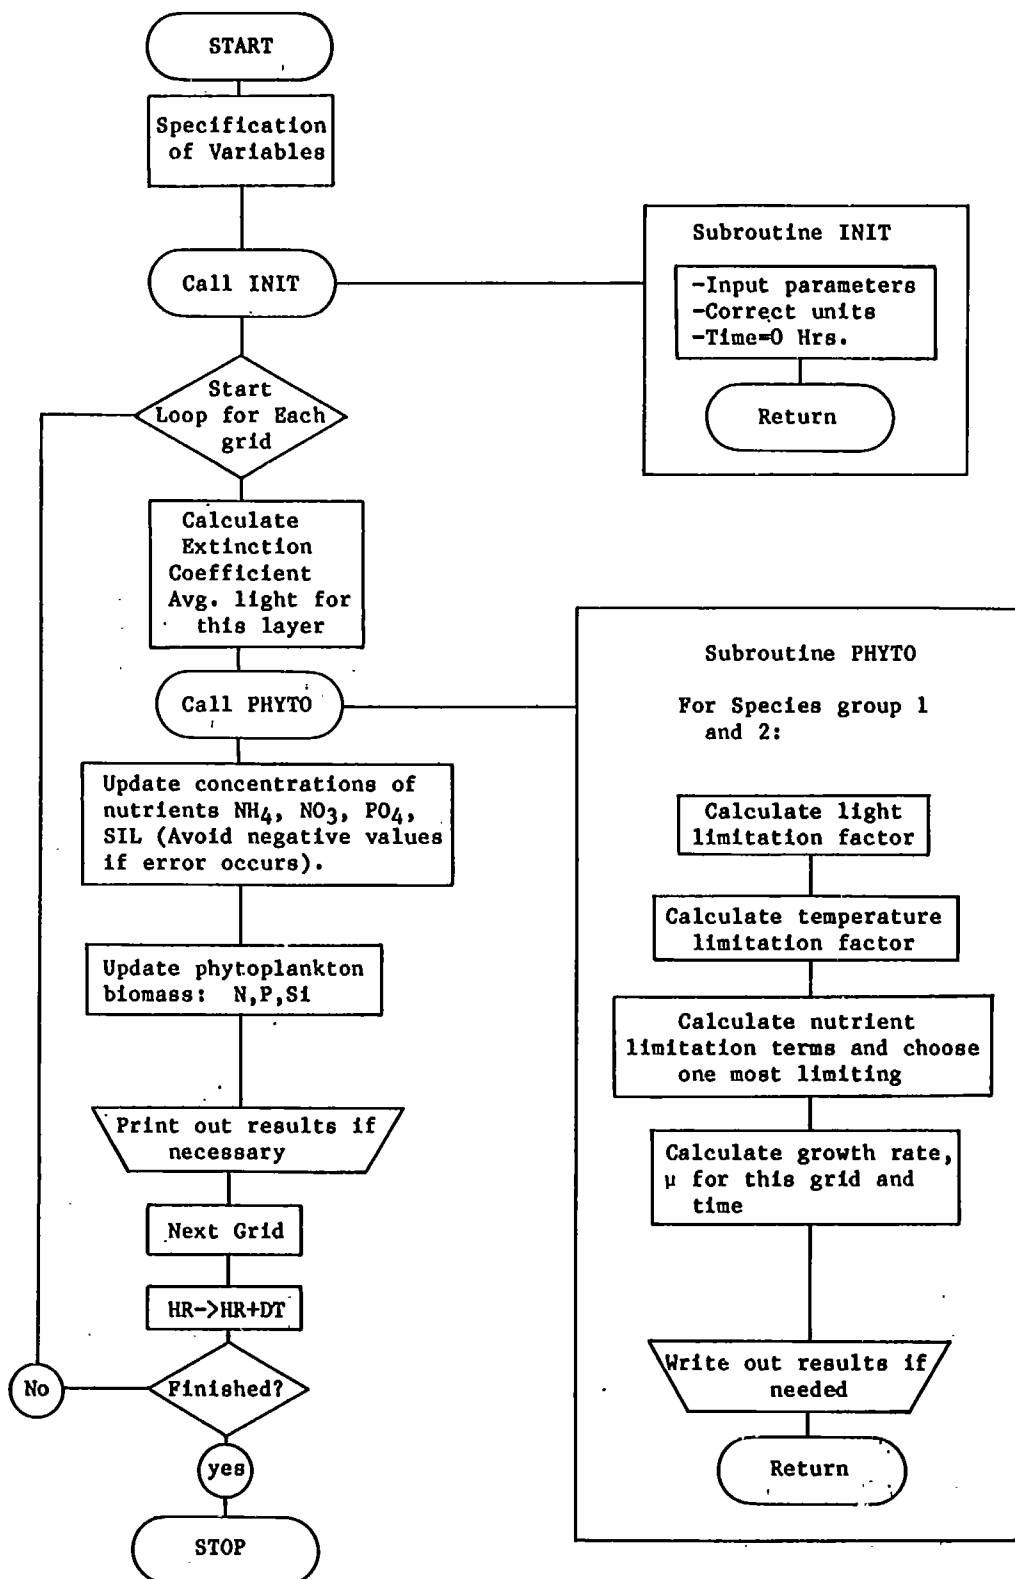 START
Specification
of Variables
Call INIT
Start
Loop for Each
grid
Calculate
Extinction
Coefficient
Avg. light for
this layer
Call PHYTO
Update concentrations of
nutrients NH4, NO3, PO4,
SIL (Avoid negative values
if error occurs).
Update phytoplankton
biomass: N,P,Si
Print out results if
necessary
Next Grid
HR->HR+DT
Finished?
No
yes
STOP
Subroutine INIT
-Input parameters
-Correct units
-Time=0 Hrs.
Return
Subroutine PHYTO
For Species group 1
and 2:
Calculate light
limitation factor
Calculate temperature
limitation factor
Calculate nutrient
limitation terms and choose
one most limiting
Calculate growth rate,
μ for this grid and
time
Write out results if
needed
Return